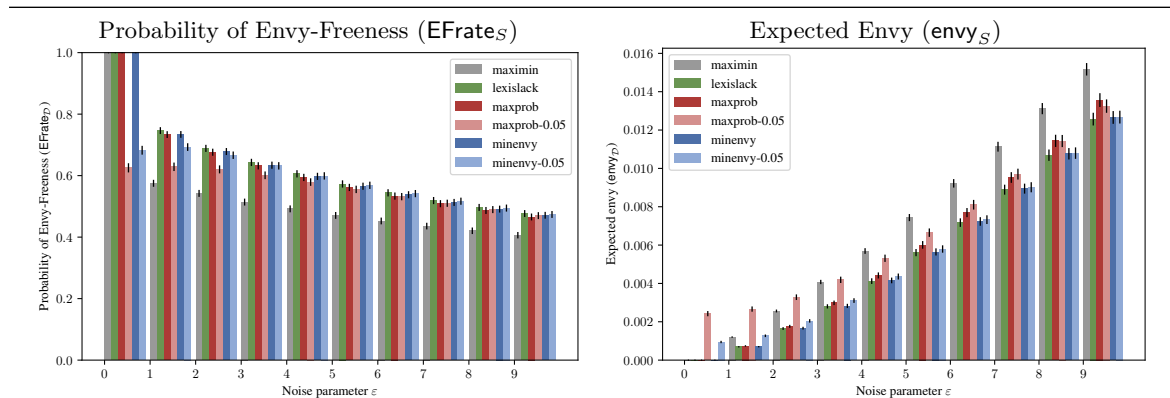 Probability of Envy-Freeness (EFrate_S)
1.0
0.8
0.6
0.4
0.2
0.0
Probability of Envy-Freeness (EFrate_𝒟)
maximin
lexislack
maxprob
maxprob-0.05
minenvy
minenvy-0.05
0 1 2 3 4 5 6 7 8 9
Noise parameter ε
Expected Envy (envy_S)
0.016
0.014
0.012
0.010
0.008
0.006
0.004
0.002
0.000
Expected envy (envy_𝒟)
maximin
lexislack
maxprob
maxprob-0.05
minenvy
minenvy-0.05
0 1 2 3 4 5 6 7 8 9
Noise parameter ε